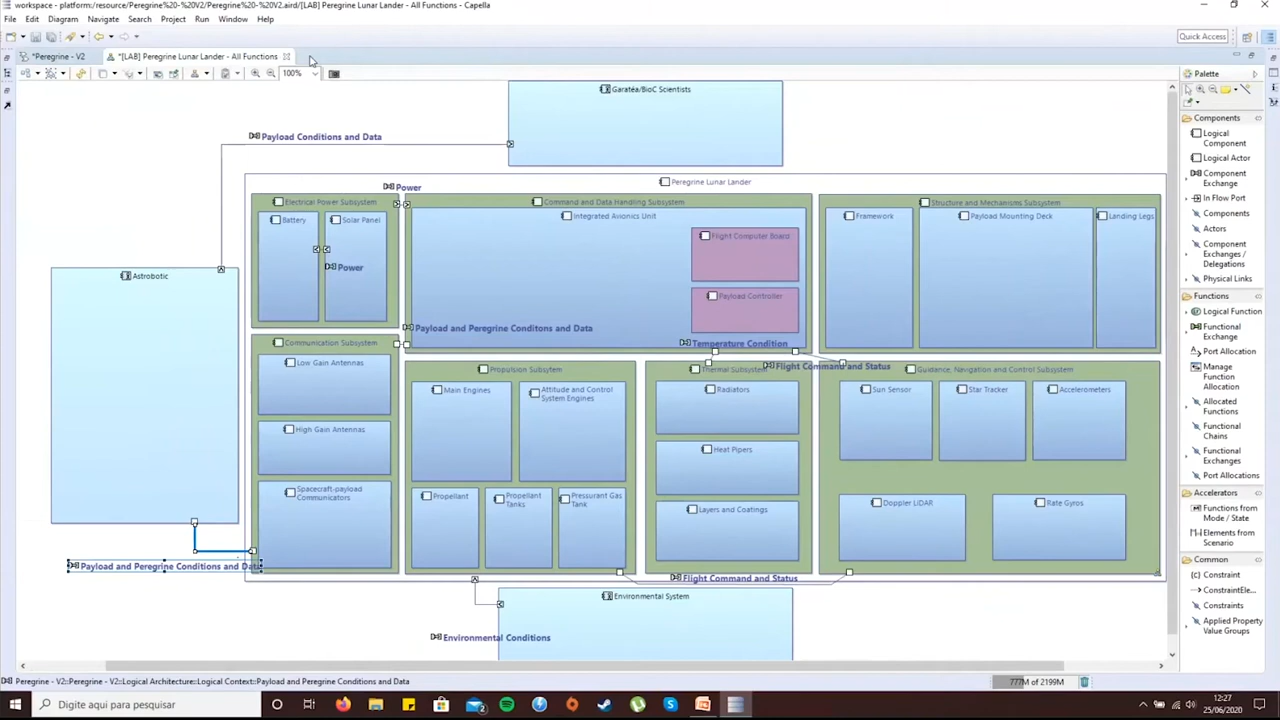 workspace - platform:/resource/Peregrine%20-%20V2/Peregrine%20-%20V2.aird/[LAB] Peregrine Lunar Lander - All Functions - Capella
File Edit Diagram Navigate Search Project Run Window Help
Quick Access
*Peregrine - V2
*[LAB] Peregrine Lunar Lander - All Functions
100%
Garatéa/BioC Scientists
Payload Conditions and Data
Peregrine Lunar Lander
Power
Electrical Power Subsystem
Battery
Solar Panel
Power
Command and Data Handling Subsystem
Integrated Avionics Unit
Flight Computer Board
Payload Controller
Structure and Mechanisms Subsystem
Framework
Payload Mounting Deck
Landing Legs
Astrobotic
Payload and Peregrine Conditons and Data
Temperature Condition
Communication Subsystem
Low Gain Antennas
High Gain Antennas
Spacecraft-payload
Communicators
Propulsion Subsytem
Main Engines
Attitude and Control
System Engines
Propellant
Propellant
Tanks
Pressurant Gas
Tank
Thermal Subsystem
Flight Command and Status
Radiators
Heat Pipers
Layers and Coatings
Guidance, Navigation and Control Subsystem
Sun Sensor
Star Tracker
Accelerometers
Doppler LiDAR
Rate Gyros
Payload and Peregrine Conditions and Data
Flight Command and Status
Environmental System
Environmental Conditions
Palette
Components
Logical
Component
Logical Actor
Component
Exchange
In Flow Port
Components
Actors
Component
Exchanges /
Delegations
Physical Links
Functions
Logical Function
Functional
Exchange
Port Allocation
Manage
Function
Allocation
Allocated
Functions
Functional
Chains
Functional
Exchanges
Port Allocations
Accelerators
Functions from
Mode / State
Elements from
Scenario
Common
Constraint
ConstraintEle...
Constraints
Applied Property
Value Groups
Peregrine - V2::Peregrine - V2::Logical Architecture::Logical Context::Payload and Peregrine Conditions and Data
777M of 2199M
Digite aqui para pesquisar
12:27
25/06/2020